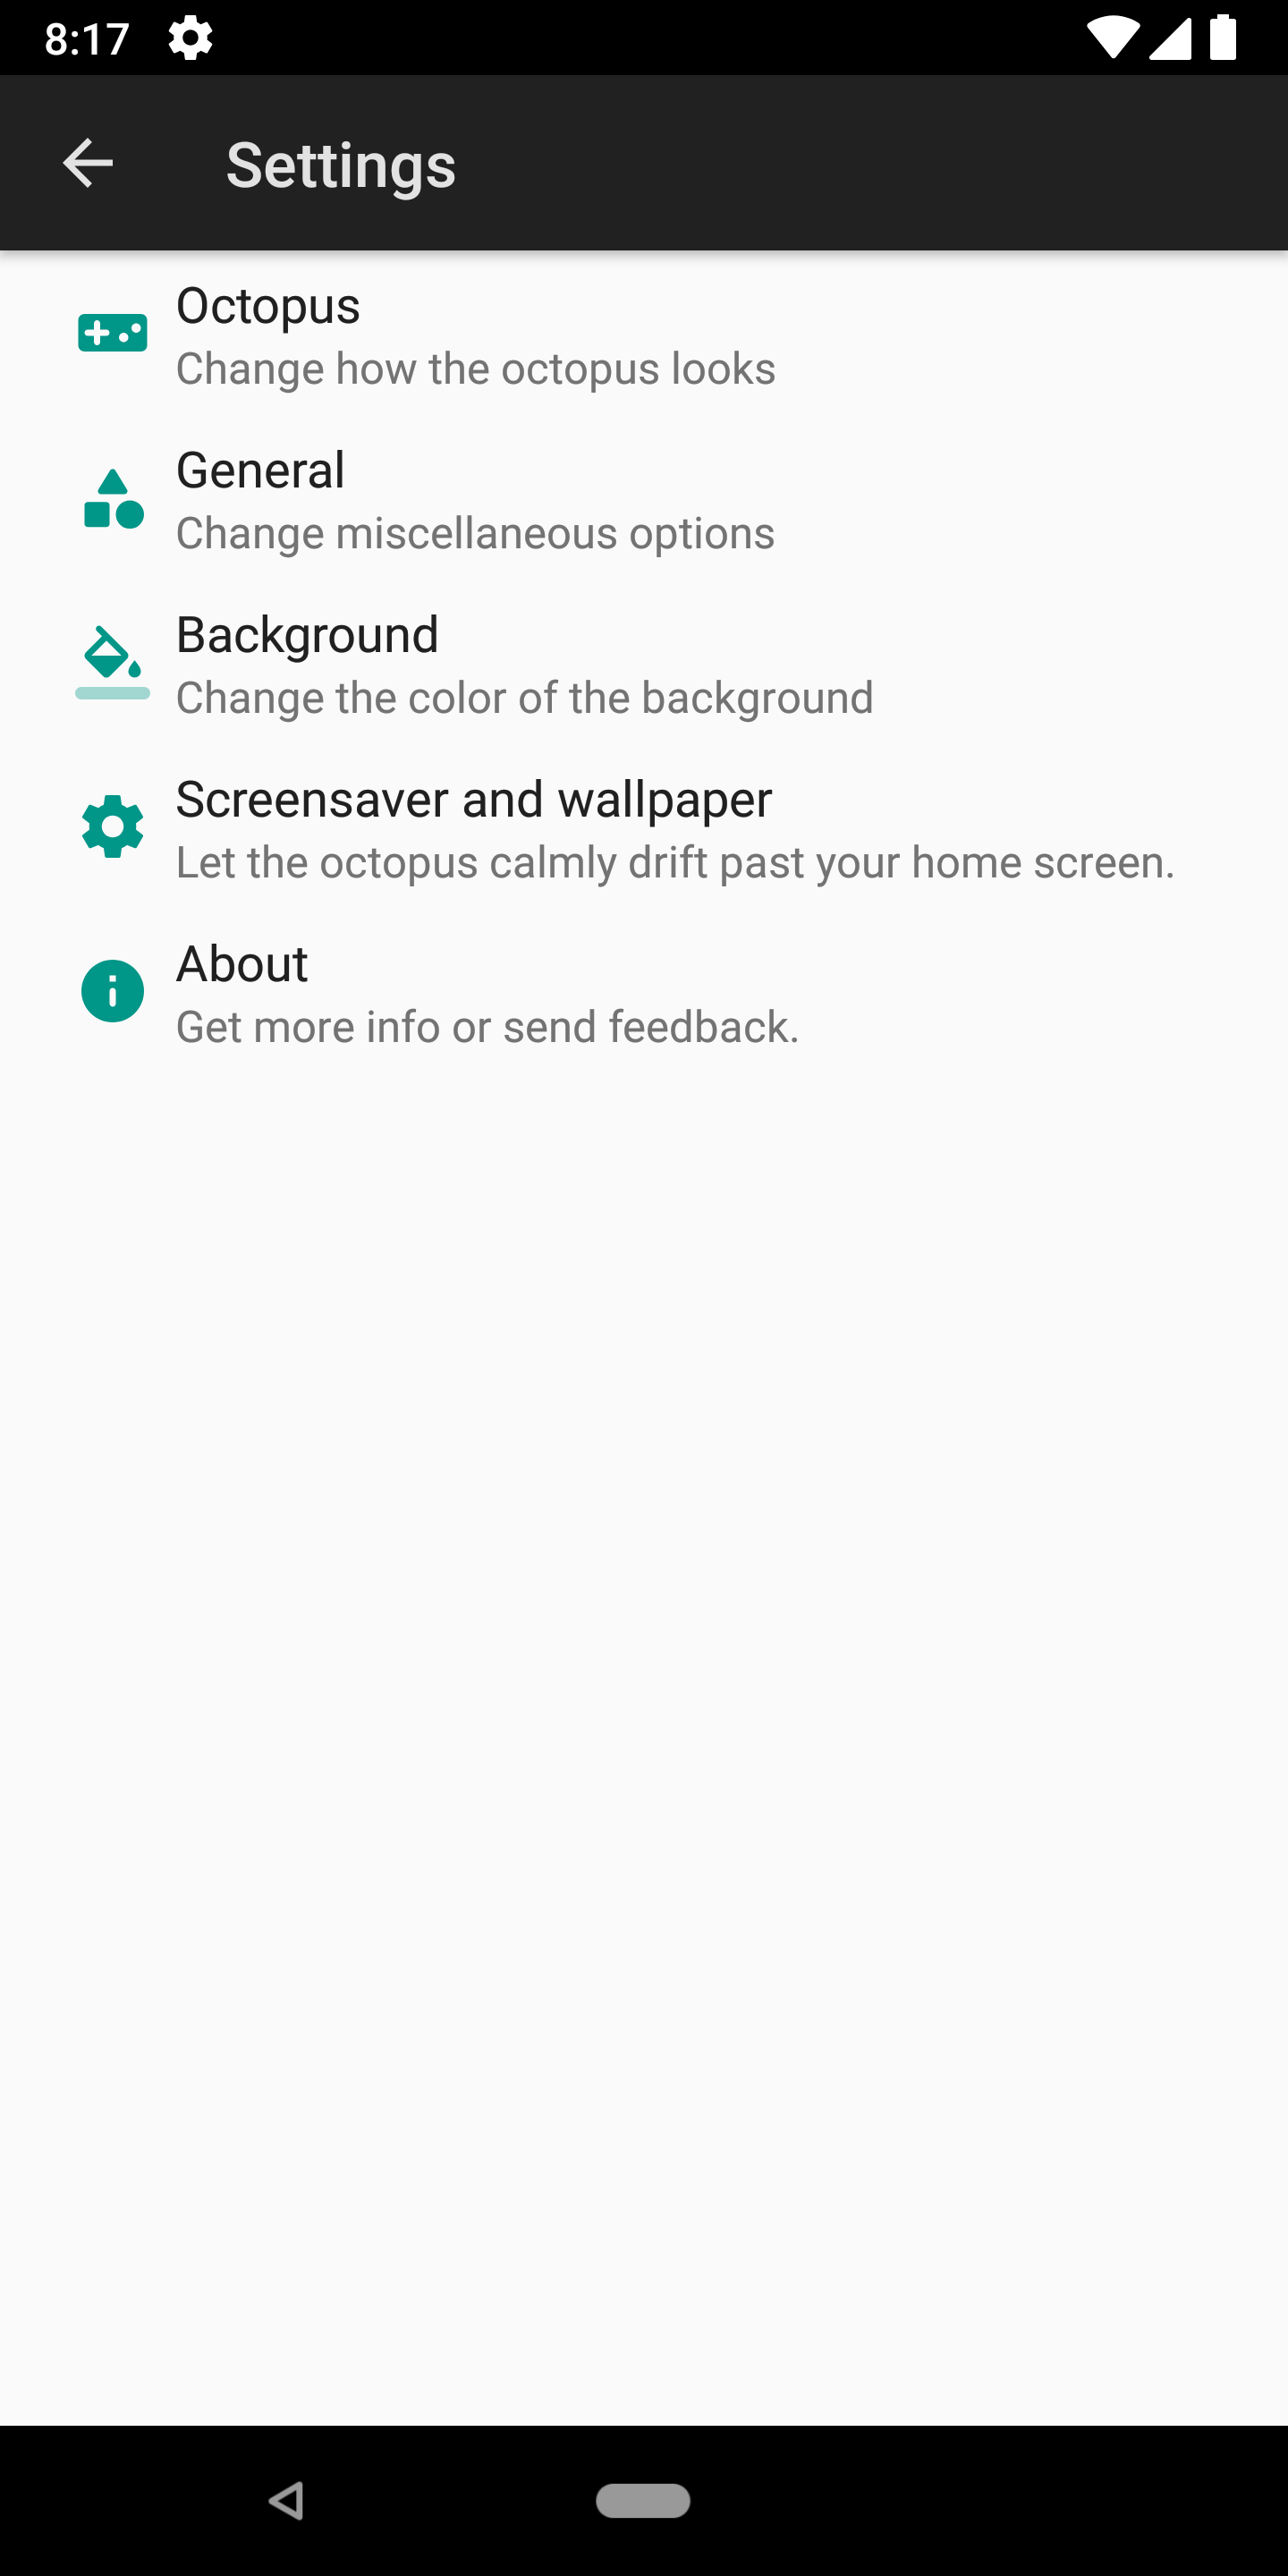 8:17
Settings
Octopus
Change how the octopus looks
General
Change miscellaneous options
Background
Change the color of the background
Screensaver and wallpaper
Let the octopus calmly drift past your home screen.
About
Get more info or send feedback.